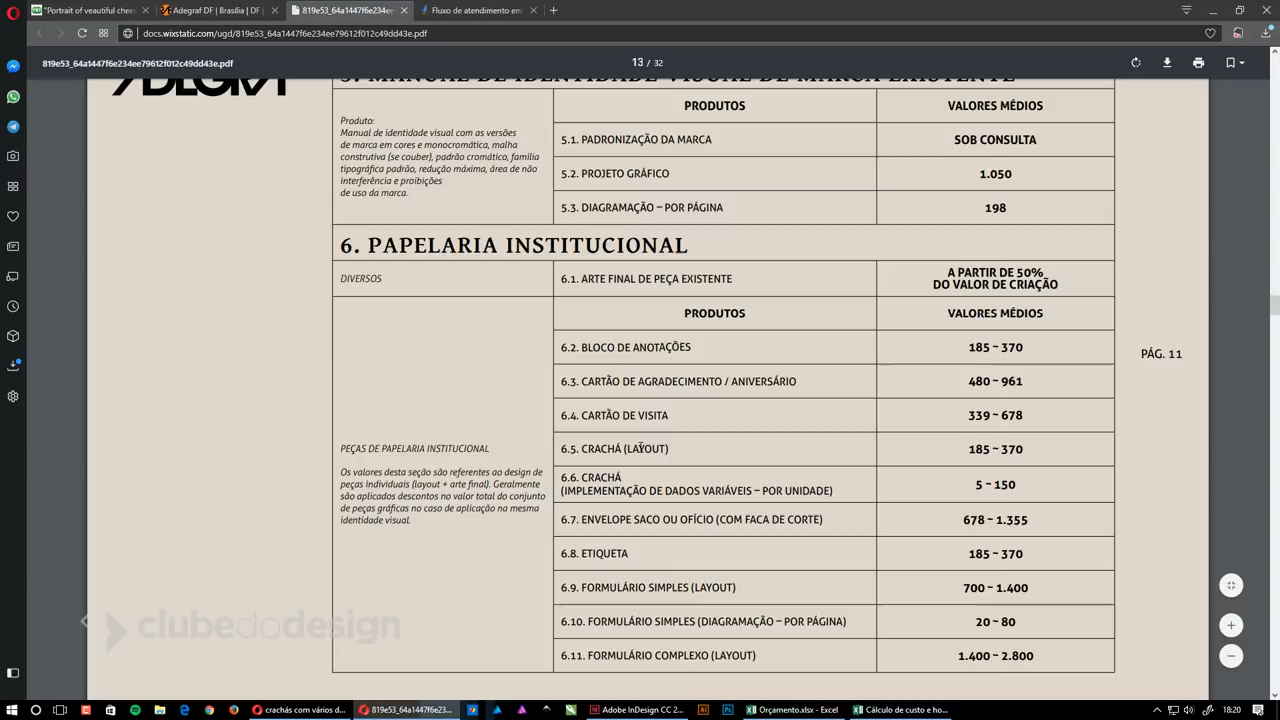 "Portrait of veautiful chee
Adegraf DF | Brasília | DF
819e53_64a1447f6e234ee
Fluxo de atendimento em
docs.wixstatic.com/ugd/819e53_64a1447f6e234ee79612f012c49dd43e.pdf
819e53_64a1447f6e234ee79612f012c49dd43e.pdf
13 / 32
5. MANUAL DE IDENTIDADE VISUAL DE MARCA EXISTENTE
PRODUTOS
VALORES MÉDIOS
Produto:
Manual de identidade visual com as versões
de marca em cores e monocromática, malha
construtiva (se couber), padrão cromático, família
tipográfica padrão, redução máxima, área de não
interferência e proibições
de uso da marca.
5.1. PADRONIZAÇÃO DA MARCA
SOB CONSULTA
5.2. PROJETO GRÁFICO
1.050
5.3. DIAGRAMAÇÃO – POR PÁGINA
198
6. PAPELARIA INSTITUCIONAL
DIVERSOS
6.1. ARTE FINAL DE PEÇA EXISTENTE
A PARTIR DE 50%
DO VALOR DE CRIAÇÃO
PRODUTOS
VALORES MÉDIOS
6.2. BLOCO DE ANOTAÇÕES
185 ~ 370
PÁG. 11
6.3. CARTÃO DE AGRADECIMENTO / ANIVERSÁRIO
480 ~ 961
6.4. CARTÃO DE VISITA
339 ~ 678
PEÇAS DE PAPELARIA INSTITUCIONAL
Os valores desta seção são referentes ao design de
peças individuais (layout + arte final). Geralmente
são aplicados descontos no valor total do conjunto
de peças gráficas no caso de aplicação na mesma
identidade visual.
6.5. CRACHÁ (LAYOUT)
185 ~ 370
6.6. CRACHÁ
(IMPLEMENTAÇÃO DE DADOS VARIÁVEIS – POR UNIDADE)
5 ~ 150
6.7. ENVELOPE SACO OU OFÍCIO (COM FACA DE CORTE)
678 ~ 1.355
6.8. ETIQUETA
185 ~ 370
6.9. FORMULÁRIO SIMPLES (LAYOUT)
700 ~ 1.400
6.10. FORMULÁRIO SIMPLES (DIAGRAMAÇÃO – POR PÁGINA)
20 ~ 80
6.11. FORMULÁRIO COMPLEXO (LAYOUT)
1.400 ~ 2.800
clubedodesign
crachás com vários d...
819e53_64a1447f6e23...
Adobe InDesign CC 2...
Orçamento.xlsx - Excel
Cálculo de custo e ho...
18:20